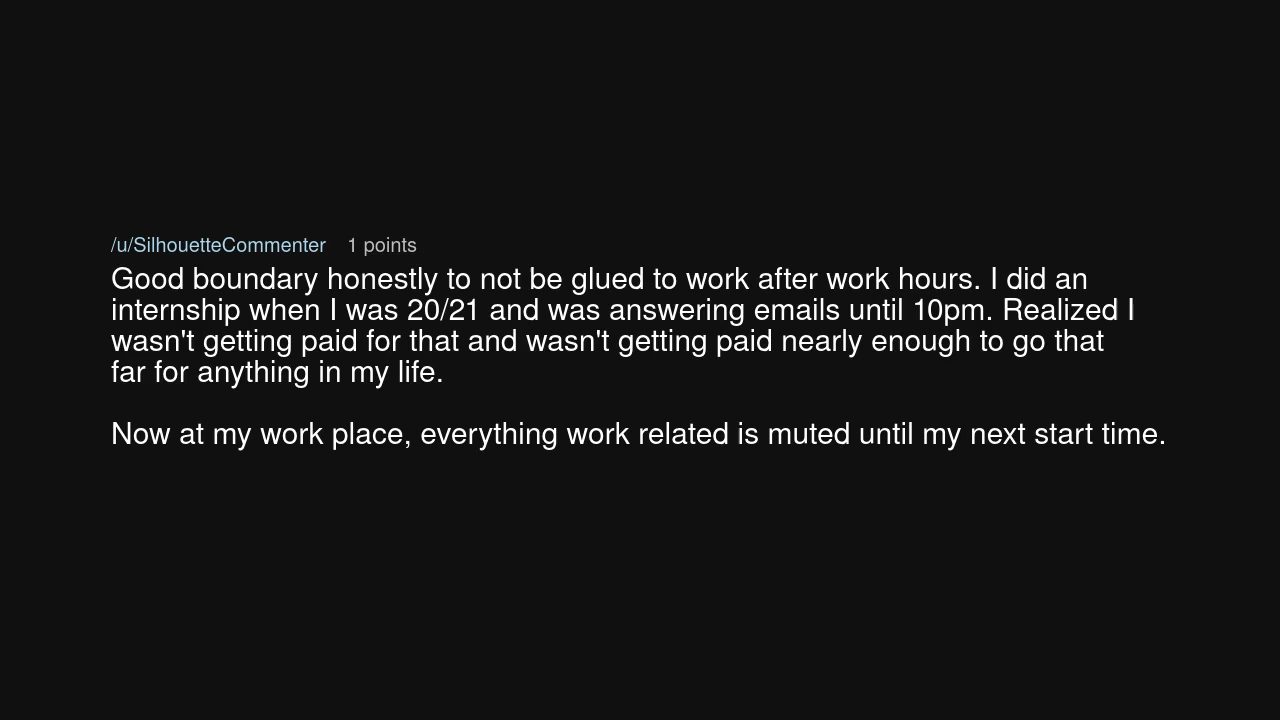 /u/SilhouetteCommenter 1 points
Good boundary honestly to not be glued to work after work hours. I did an
internship when I was 20/21 and was answering emails until 10pm. Realized I
wasn't getting paid for that and wasn't getting paid nearly enough to go that
far for anything in my life.
Now at my work place, everything work related is muted until my next start time.